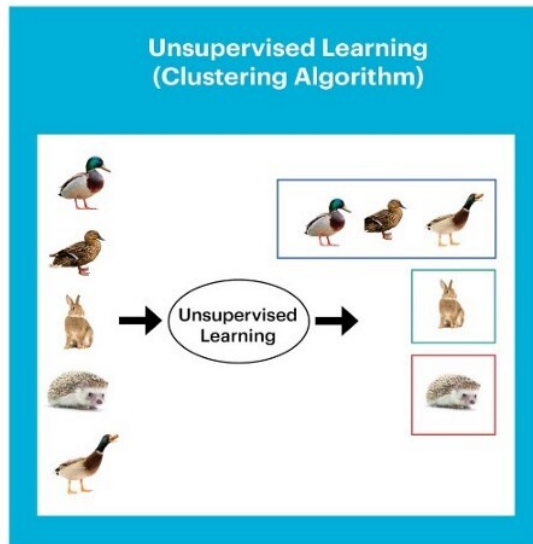 Unsupervised Learning
(Clustering Algorithm)
Unsupervised
Learning